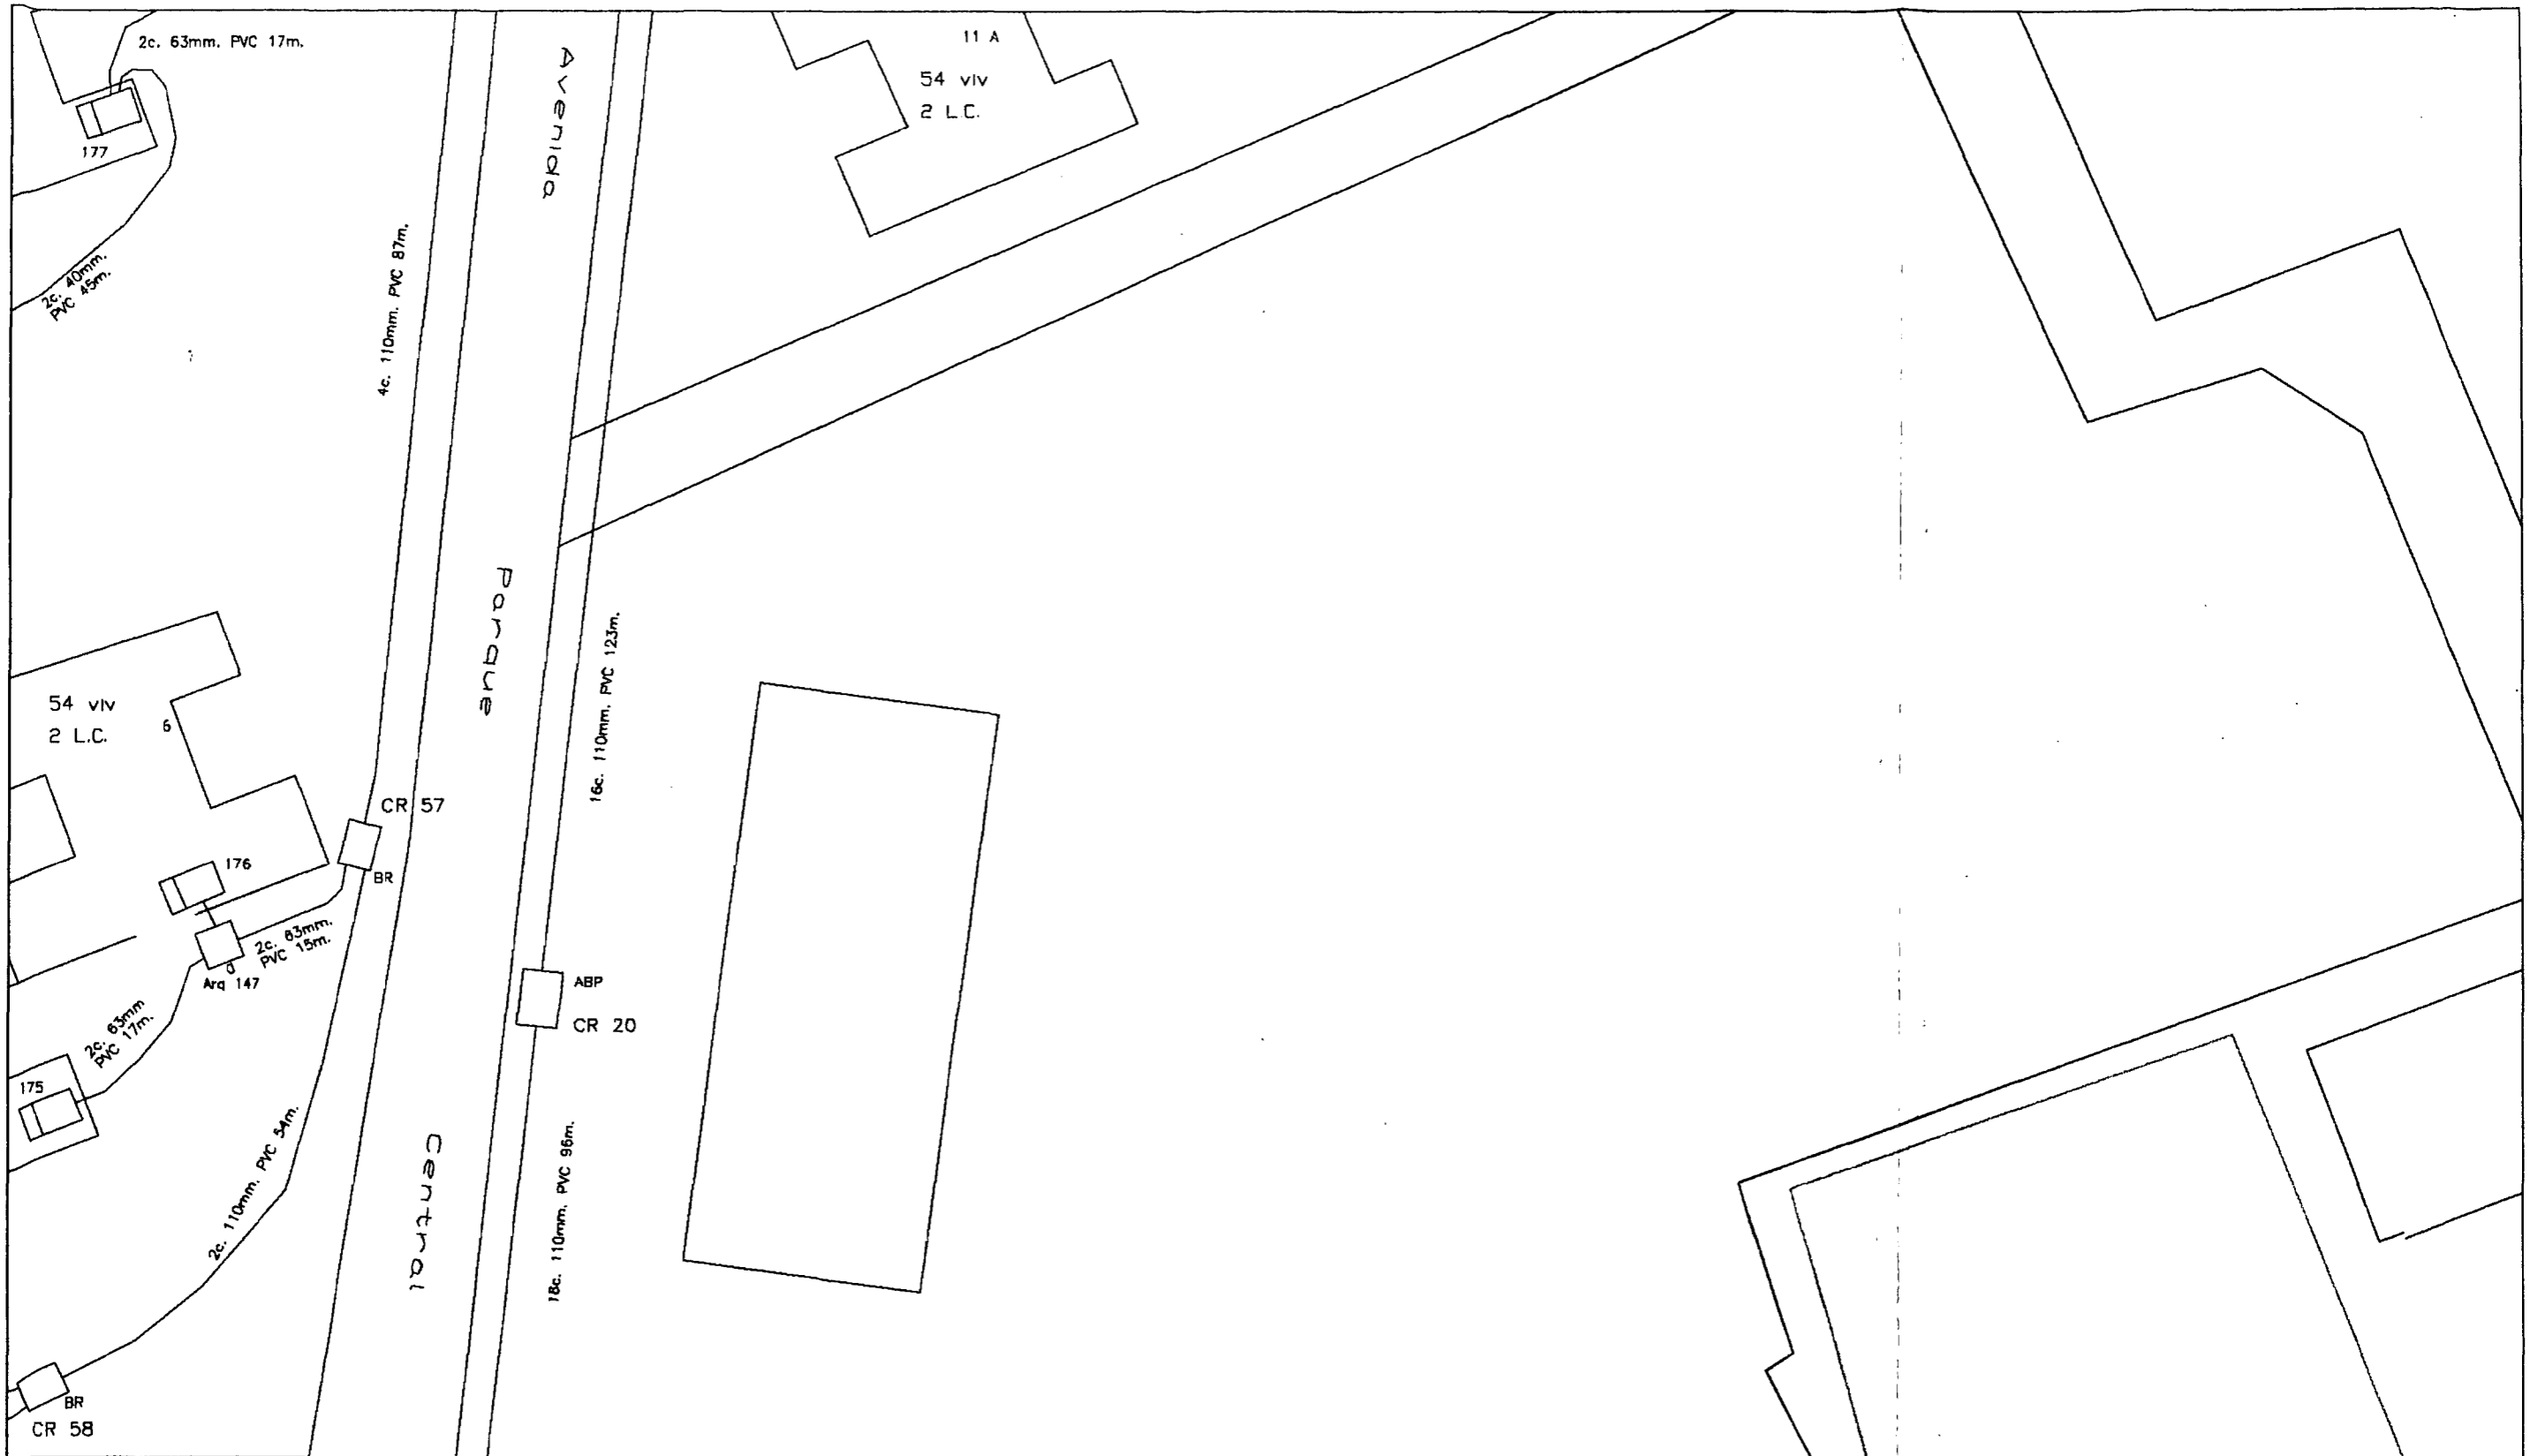 2c. 63mm. PVC 17m.
177
2c. 40mm.
PVC 45m.
4c. 110mm. PVC 87m.
Avenida
11 A
54 viv
2 L.C.
Parque
16c. 110mm. PVC 123m.
54 viv
2 L.C.
6
CR 57
BR
176
2c. 63mm.
PVC 15m.
a
Arq 147
ABP
CR 20
2c. 63mm
PVC 17m.
175
2c. 110mm. PVC 54m.
Central
18c. 110mm. PVC 96m.
BR
CR 58